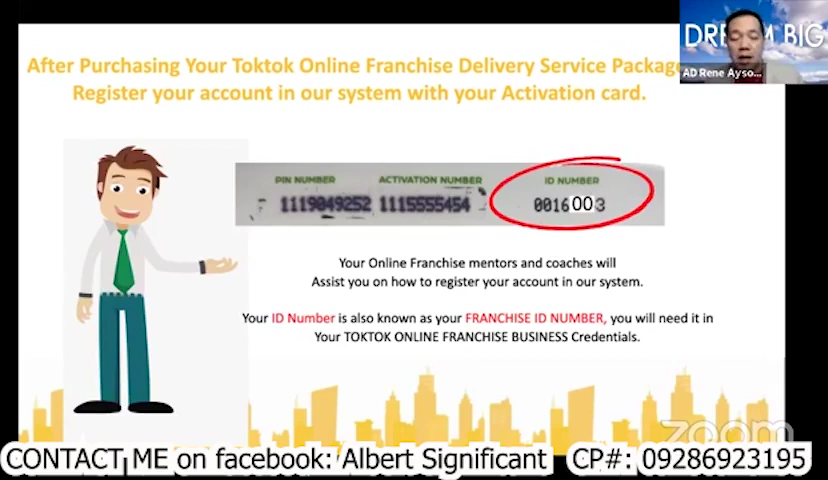 DREAM BIG
AD Rene Ayso...
After Purchasing Your Toktok Online Franchise Delivery Service Package
Register your account in our system with your Activation card.
PIN NUMBER ACTIVATION NUMBER ID NUMBER
1119049252 1115555454 0016003
Your Online Franchise mentors and coaches will
Assist you on how to register your account in our system.
Your ID Number is also known as your FRANCHISE ID NUMBER, you will need it in
Your TOKTOK ONLINE FRANCHISE BUSINESS Credentials.
zoom
CONTACT ME on facebook: Albert Significant CP#: 09286923195